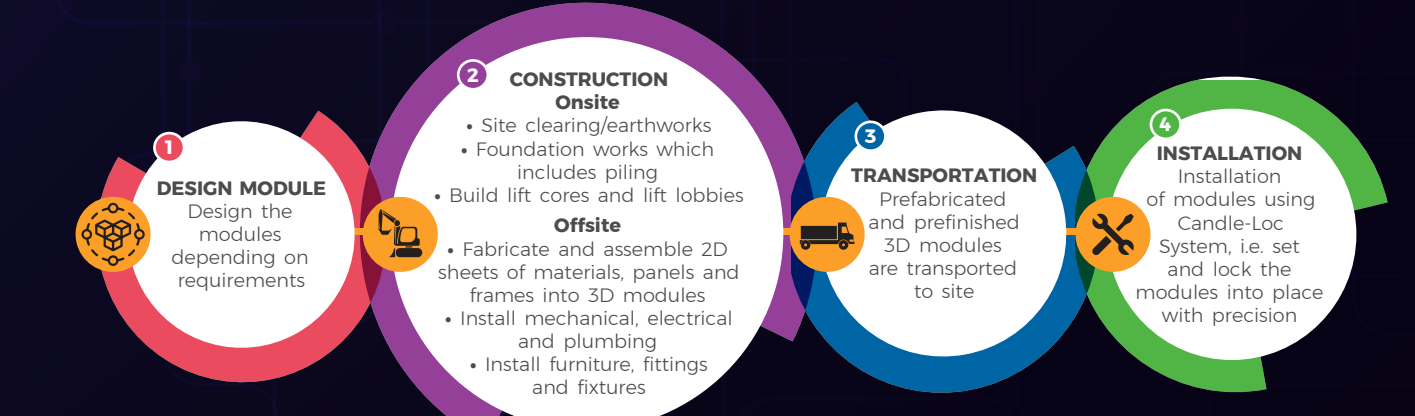 1
DESIGN MODULE
Design the
modules
depending on
requirements
2
CONSTRUCTION
Onsite
• Site clearing/earthworks
• Foundation works which
includes piling
• Build lift cores and lift lobbies
Offsite
• Fabricate and assemble 2D
sheets of materials, panels and
frames into 3D modules
• Install mechanical, electrical
and plumbing
• Install furniture, fittings
and fixtures
3
TRANSPORTATION
Prefabricated
and prefinished
3D modules
are transported
to site
4
INSTALLATION
Installation
of modules using
Candle-Loc
System, i.e. set
and lock the
modules into place
with precision